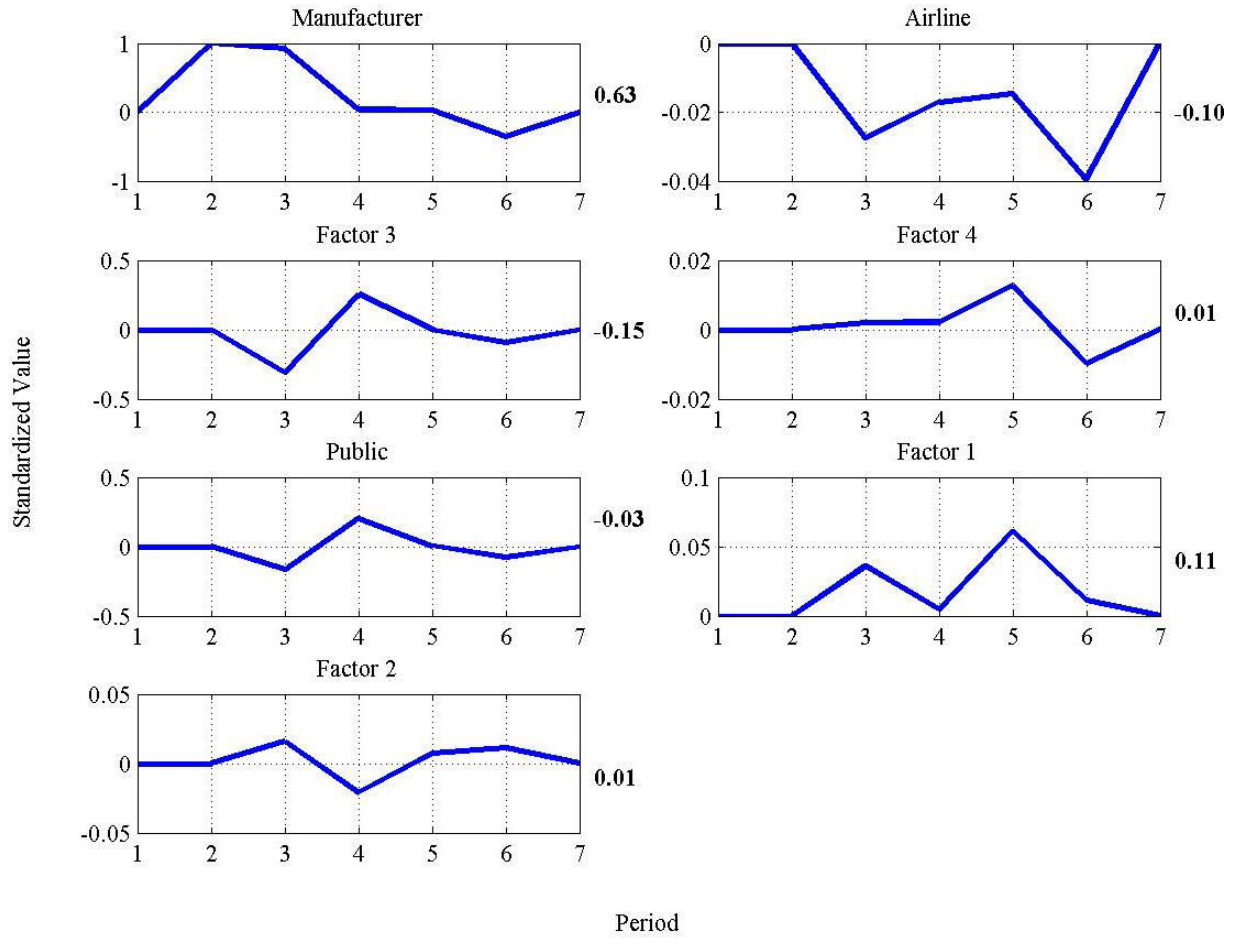 Manufacturer
1
0
-1
1 2 3 4 5 6 7
0.63
Airline
0
-0.02
-0.04
1 2 3 4 5 6 7
-0.10
Factor 3
0.5
0
-0.5
1 2 3 4 5 6 7
-0.15
Factor 4
0.02
0
-0.02
1 2 3 4 5 6 7
0.01
Public
0.5
0
-0.5
1 2 3 4 5 6 7
-0.03
Factor 1
0.1
0.05
0
1 2 3 4 5 6 7
0.11
Factor 2
0.05
0
-0.05
1 2 3 4 5 6 7
0.01
Standardized Value
Period